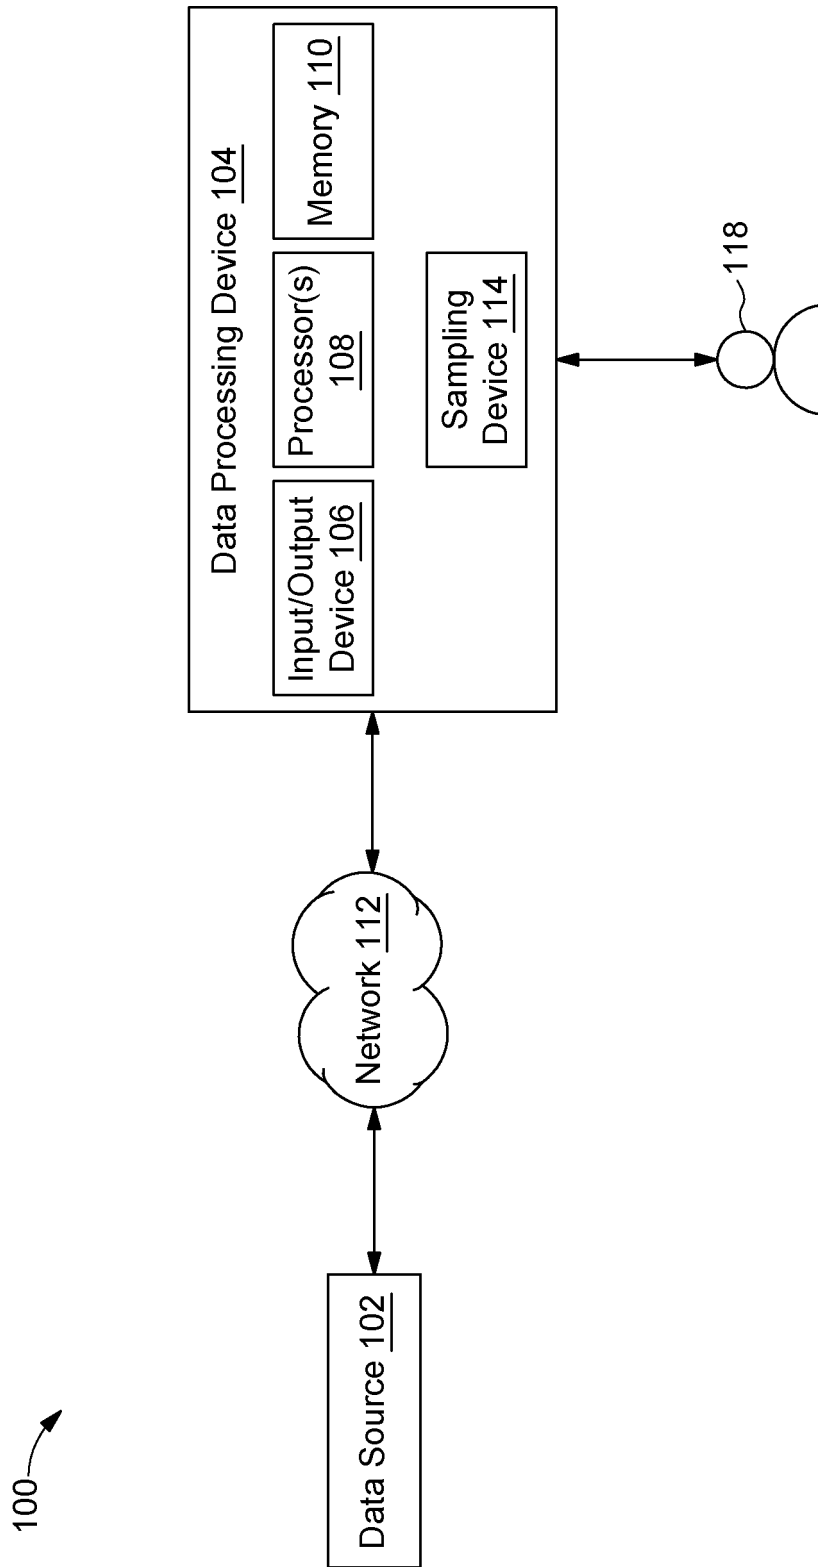 100
Data Source 102
Network 112
Data Processing Device 104
Input/Output
Device 106
Processor(s)
108
Memory 110
Sampling
Device 114
118